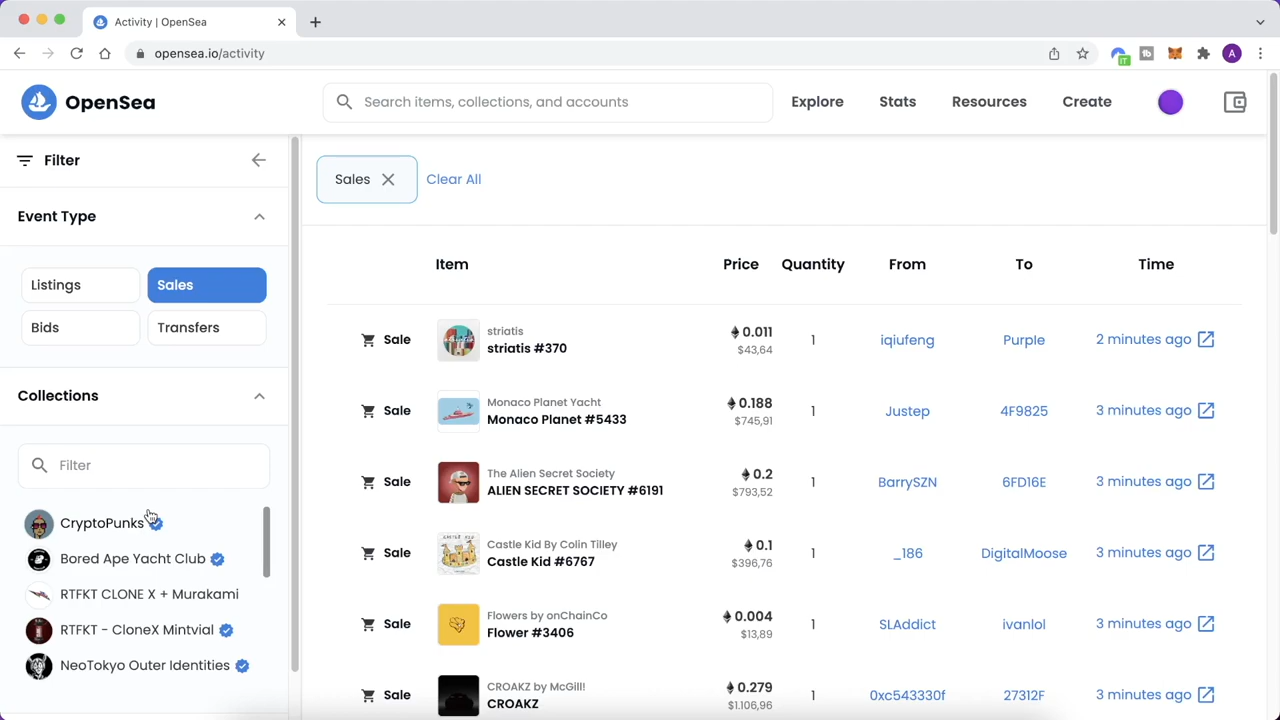 Activity | OpenSea
opensea.io/activity
IT
A
OpenSea
Search items, collections, and accounts
Explore
Stats
Resources
Create
Filter
Event Type
Listings
Sales
Bids
Transfers
Collections
Filter
CryptoPunks
Bored Ape Yacht Club
RTFKT CLONE X + Murakami
RTFKT - CloneX Mintvial
NeoTokyo Outer Identities
Sales
Clear All
Item Price Quantity From To Time
Sale striatis 0.011 1 iqiufeng Purple 2 minutes ago
striatis #370 $43,64
Sale Monaco Planet Yacht 0.188 1 Justep 4F9825 3 minutes ago
Monaco Planet #5433 $745,91
Sale The Alien Secret Society 0.2 1 BarrySZN 6FD16E 3 minutes ago
ALIEN SECRET SOCIETY #6191 $793,52
Sale Castle Kid By Colin Tilley 0.1 1 _186 DigitalMoose 3 minutes ago
Castle Kid #6767 $396,76
Sale Flowers by onChainCo 0.004 1 SLAddict ivanlol 3 minutes ago
Flower #3406 $13,89
Sale CROAKZ by McGill! 0.279 1 0xc543330f 27312F 3 minutes ago
CROAKZ $1.106,96